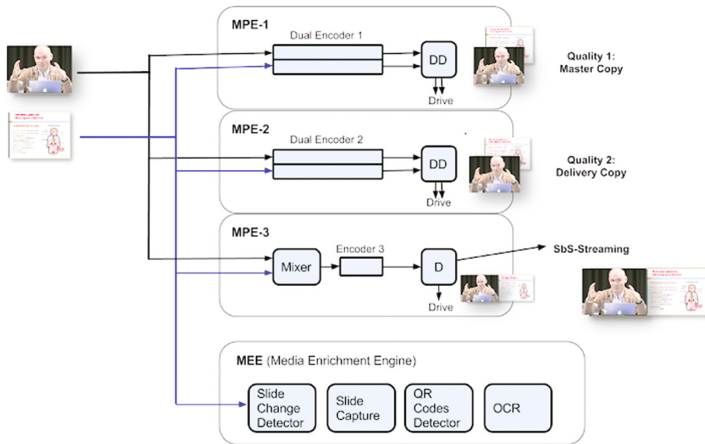 MPE-1
Dual Encoder 1
DD
Drive
Quality 1:
Master Copy
MPE-2
Dual Encoder 2
DD
Drive
Quality 2:
Delivery Copy
MPE-3
Mixer
Encoder 3
D
Drive
SbS-Streaming
MEE (Media Enrichment Engine)
Slide
Change
Detector
Slide
Capture
QR
Codes
Detector
OCR